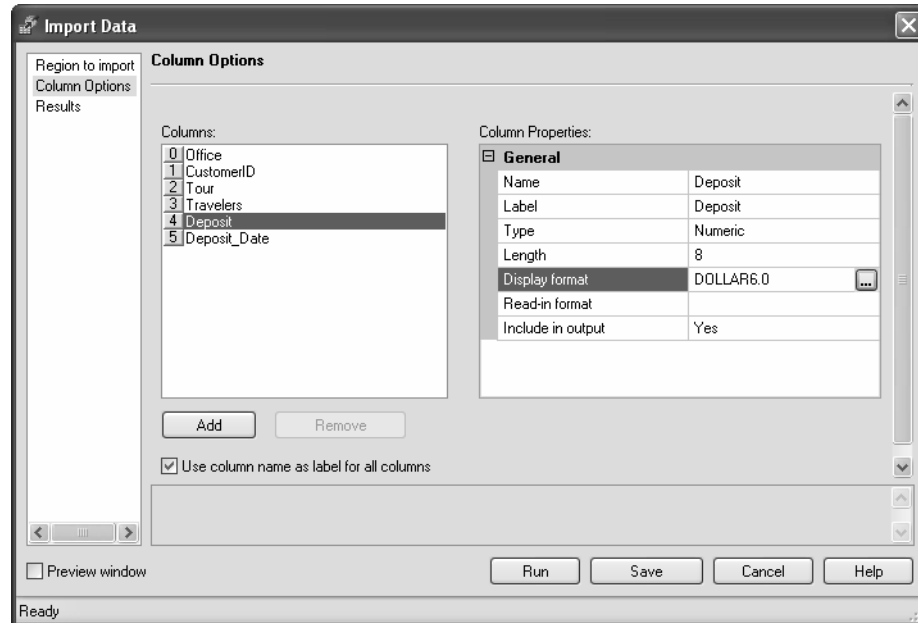 Import Data
Region to import
Column Options
Results
Column Options
Columns:
0 Office
1 CustomerID
2 Tour
3 Travelers
4 Deposit
5 Deposit_Date
Add
Remove
Use column name as label for all columns
Column Properties:
General
Name Deposit
Label Deposit
Type Numeric
Length 8
Display format DOLLAR6.0 ...
Read-in format
Include in output Yes
Preview window
Run
Save
Cancel
Help
Ready